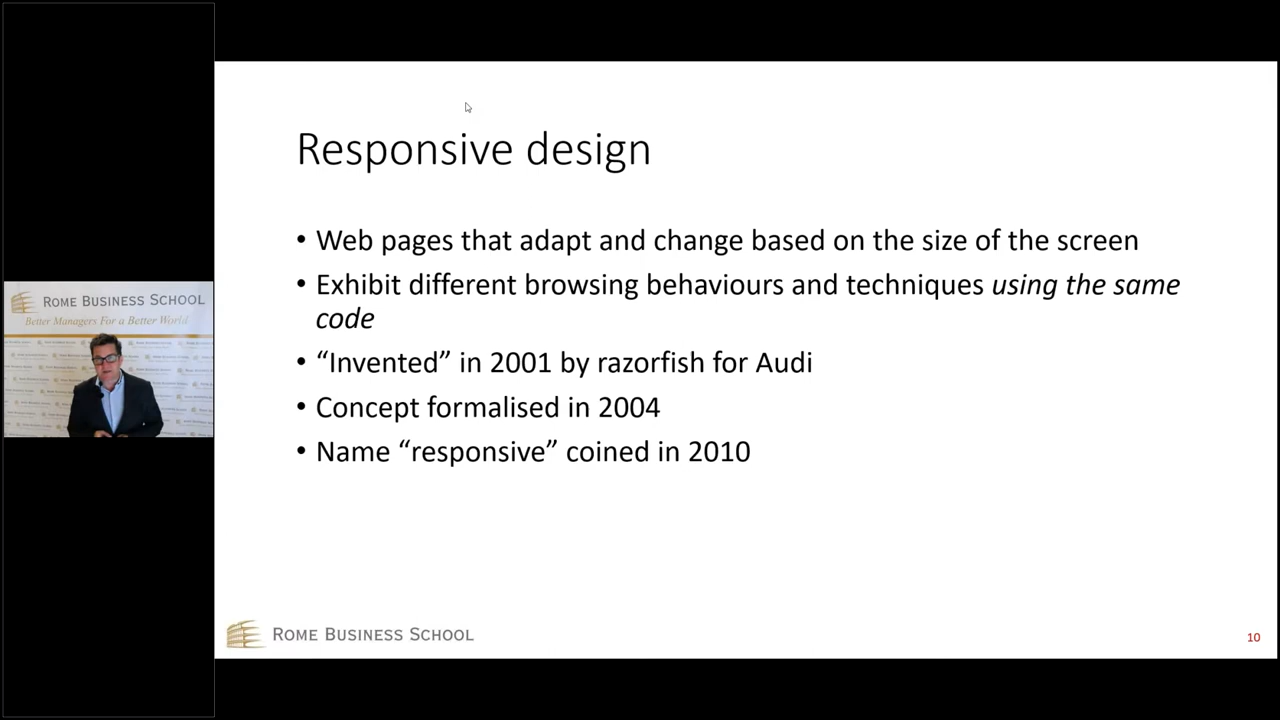 Responsive design
• Web pages that adapt and change based on the size of the screen
• Exhibit different browsing behaviours and techniques using the same
code
• “Invented” in 2001 by razorfish for Audi
• Concept formalised in 2004
• Name “responsive” coined in 2010
ROME BUSINESS SCHOOL
Better Managers For a Better World
ROME BUSINESS SCHOOL
10